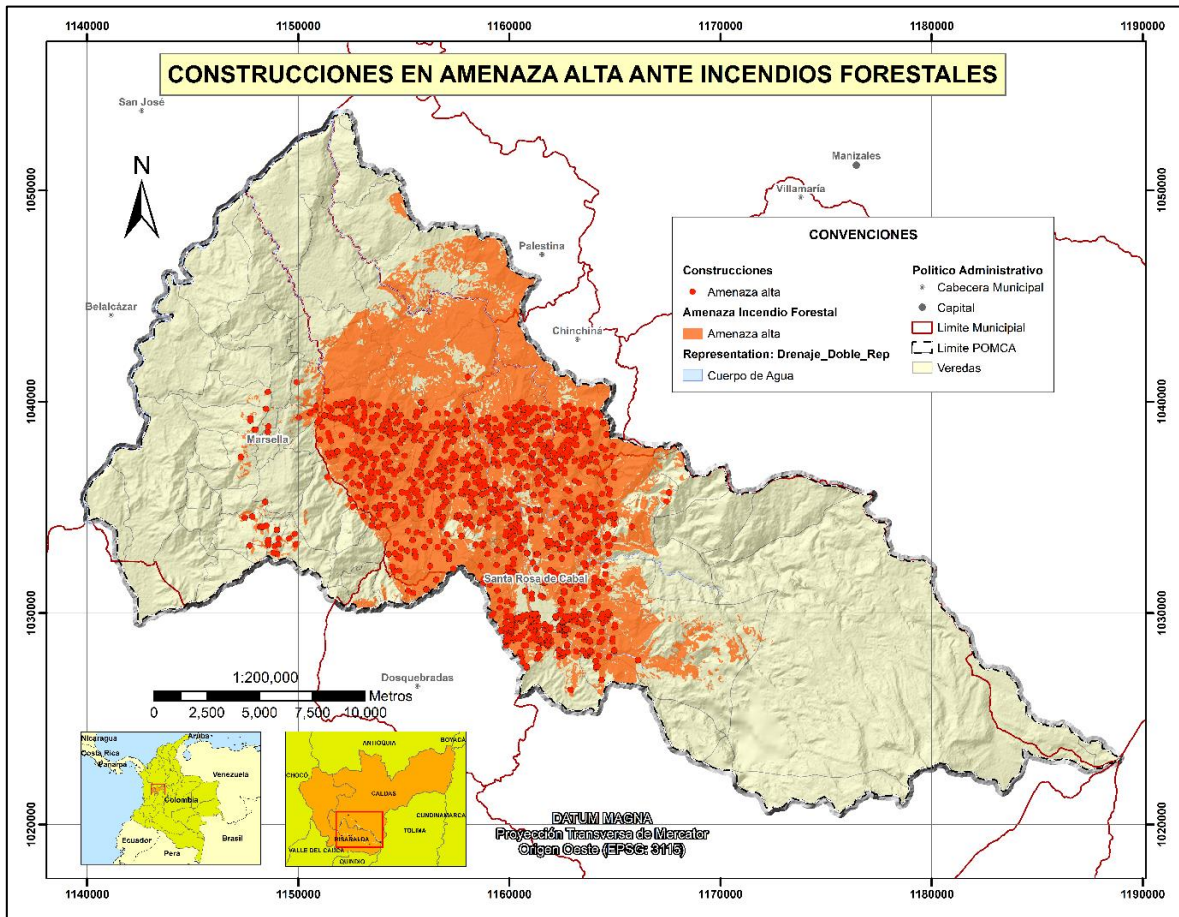 1140000 1150000 1160000 1170000 1180000 1190000
CONSTRUCCIONES EN AMENAZA ALTA ANTE INCENDIOS FORESTALES
San José
N
Manizales
Villamaría
1050000
1050000
Palestina
Belalcázar
Chinchiná
CONVENCIONES
Construcciones
Amenaza alta
Amenaza Incendio Forestal
Amenaza alta
Representation: Drenaje_Doble_Rep
Cuerpo de Agua
Politico Administrativo
Cabecera Municipal
Capital
Limite Municipial
Limite POMCA
Veredas
1040000
1040000
Marsella
Santa Rosa de Cabal
1030000
1030000
Dosquebradas
1:200,000
Metros
0 2,500 5,000 7,500 10,000
Nicaragua
Aruba
Costa Rica
Panama
Venezuela
Colombia
Ecuador
Brasil
Peru
ANTIOQUIA
BOYADA
CHOCÓ
CALDAS
CUNDINAMARCA
RISARALDA
TOLIMA
VALLE DEL CAUCA
QUINDIO
DATUM MAGNA
Proyección Transversa de Mercator
Origen Oeste (EPSG: 3115)
1020000
1020000
1140000 1150000 1160000 1170000 1180000 1190000